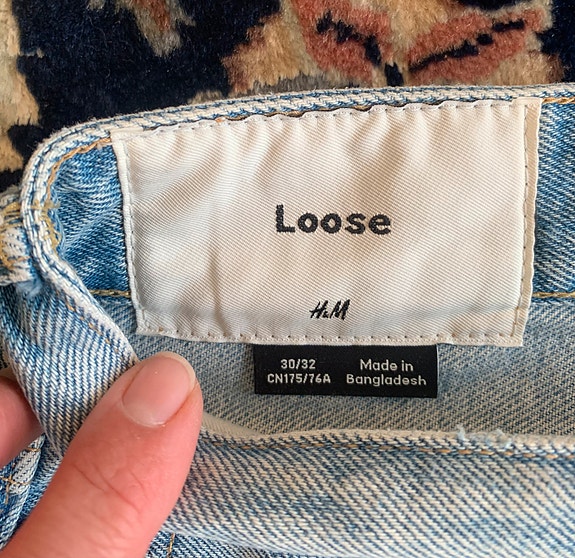 Loose
H&M
30/32
CN175/76A
Made in
Bangladesh